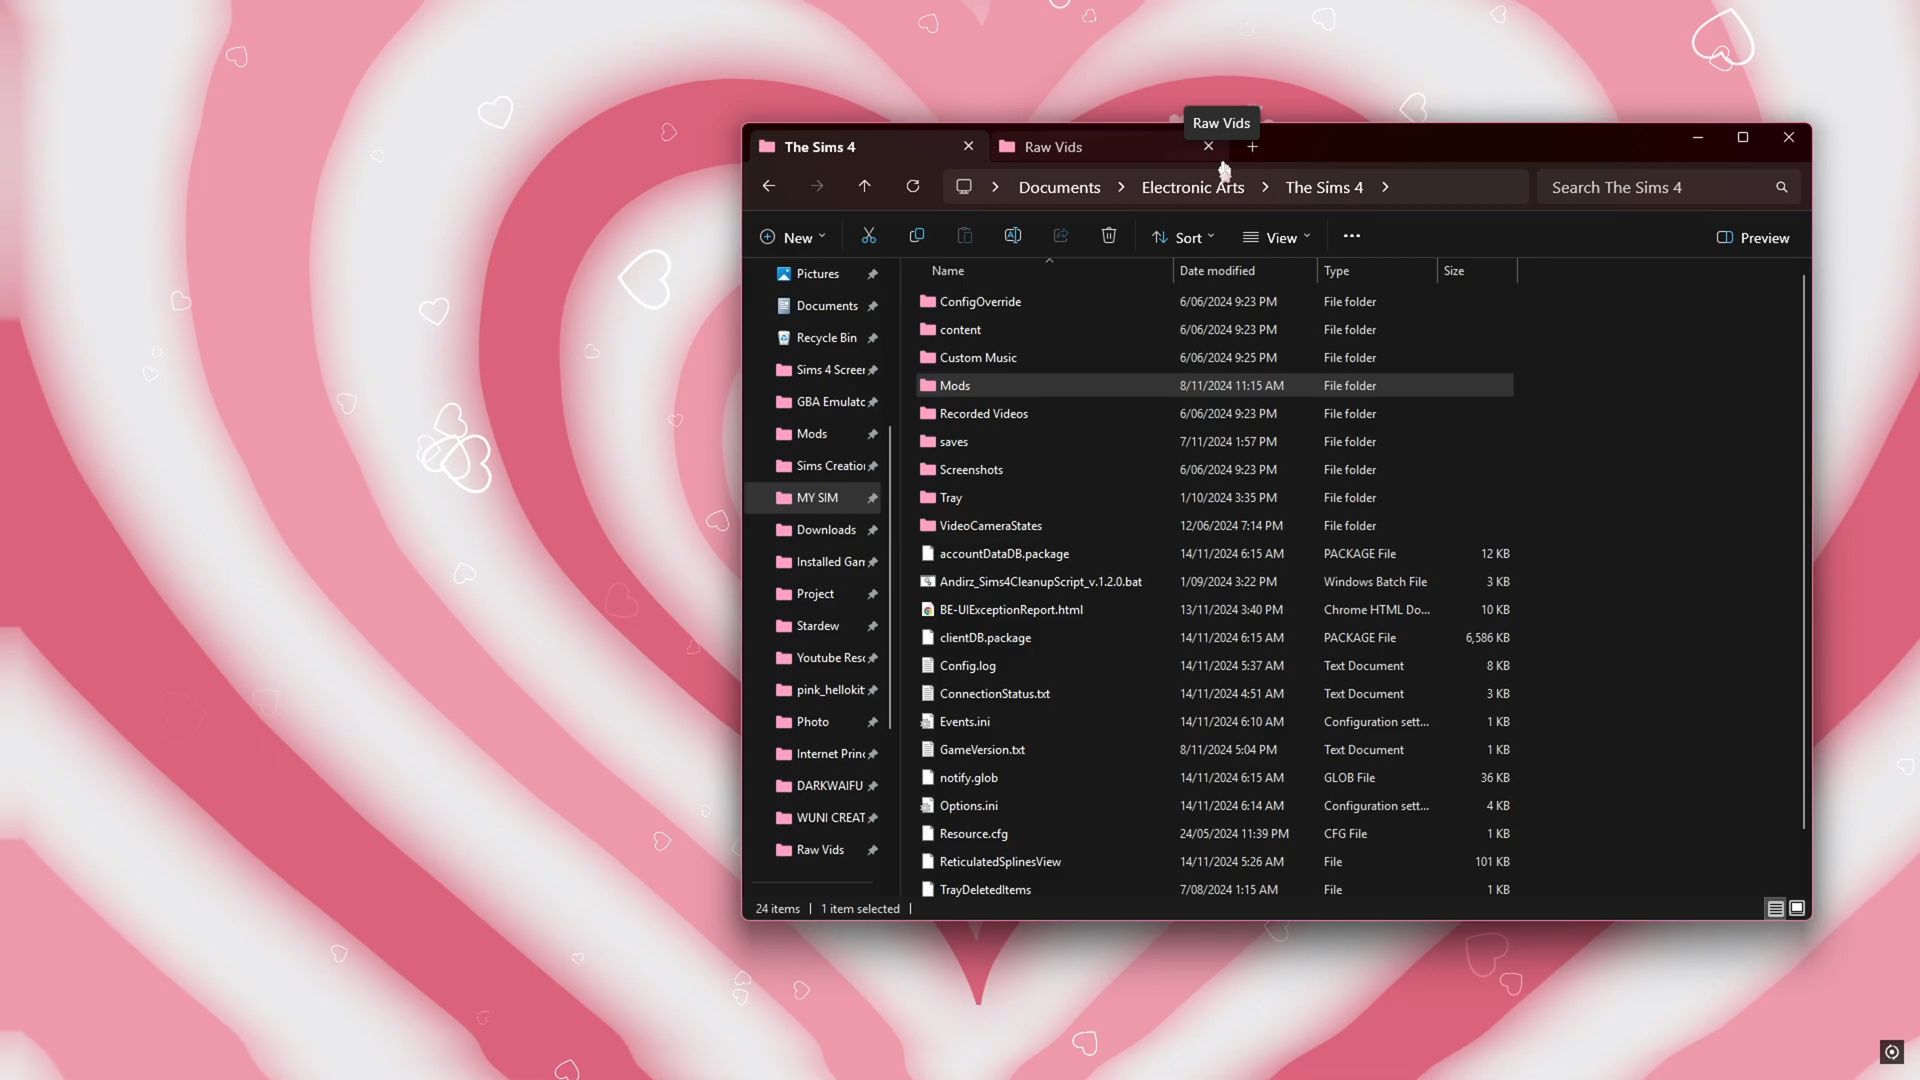 Raw Vids
The Sims 4
Raw Vids
Documents
Electronic Arts
The Sims 4
Search The Sims 4
New
Sort
View
Preview
Pictures
Documents
Recycle Bin
Sims 4 Screer
GBA Emulatc
Mods
Sims Creatio
MY SIM
Downloads
Installed Gam
Project
Stardew
Youtube Resc
pink_hellokit
Photo
Internet Princ
DARKWAIFU
WUNI CREAT
Raw Vids
Name Date modified Type Size
ConfigOverride 6/06/2024 9:23 PM File folder
content 6/06/2024 9:23 PM File folder
Custom Music 6/06/2024 9:25 PM File folder
Mods 8/11/2024 11:15 AM File folder
Recorded Videos 6/06/2024 9:23 PM File folder
saves 7/11/2024 1:57 PM File folder
Screenshots 6/06/2024 9:23 PM File folder
Tray 1/10/2024 3:35 PM File folder
VideoCameraStates 12/06/2024 7:14 PM File folder
accountDataDB.package 14/11/2024 6:15 AM PACKAGE File 12 KB
Andirz_Sims4CleanupScript_v.1.2.0.bat 1/09/2024 3:22 PM Windows Batch File 3 KB
BE-UIExceptionReport.html 13/11/2024 3:40 PM Chrome HTML Do... 10 KB
clientDB.package 14/11/2024 6:15 AM PACKAGE File 6,586 KB
Config.log 14/11/2024 5:37 AM Text Document 8 KB
ConnectionStatus.txt 14/11/2024 4:51 AM Text Document 3 KB
Events.ini 14/11/2024 6:10 AM Configuration sett... 1 KB
GameVersion.txt 8/11/2024 5:04 PM Text Document 1 KB
notify.glob 14/11/2024 6:15 AM GLOB File 36 KB
Options.ini 14/11/2024 6:14 AM Configuration sett... 4 KB
Resource.cfg 24/05/2024 11:39 PM CFG File 1 KB
ReticulatedSplinesView 14/11/2024 5:26 AM File 101 KB
TrayDeletedItems 7/08/2024 1:15 AM File 1 KB
24 items
1 item selected